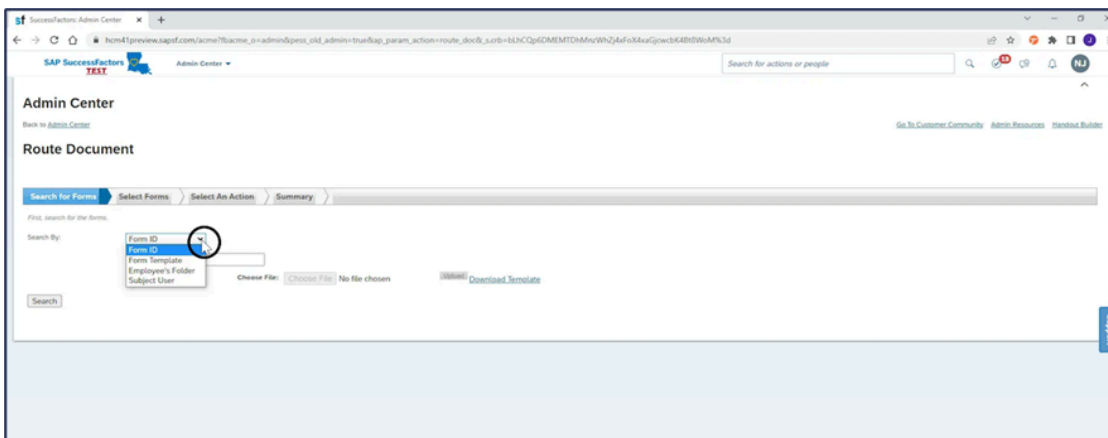 SuccessFactors: Admin Center
hcm41preview.sapsf.com/acme?fbacme_o=admin&pess_old_admin=true&ap_param_action=route_doc&_s.crb=
SAP SuccessFactors
TEST
Admin Center
Search for actions or people
18
NJ
Admin Center
Back to Admin Center
Go To Customer Community Admin Resources Handout Builder
Route Document
Search for Forms Select Forms Select An Action Summary
First, search for the forms.
Search By: Form ID
Form ID
Form Template
Employee's Folder
Subject User
Choose File: Choose File No file chosen Upload Download Template
Search